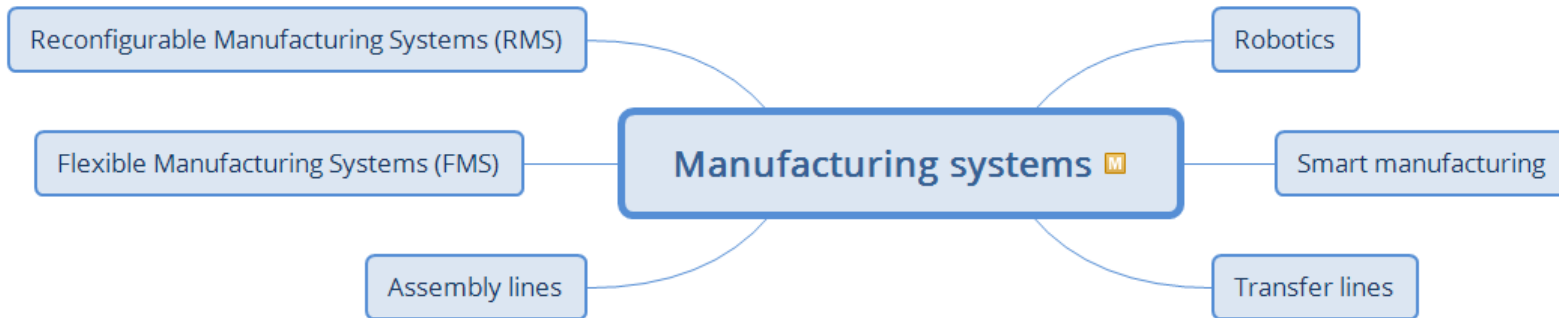 Reconfigurable Manufacturing Systems (RMS)
Robotics
Flexible Manufacturing Systems (FMS)
Manufacturing systems M
Smart manufacturing
Assembly lines
Transfer lines